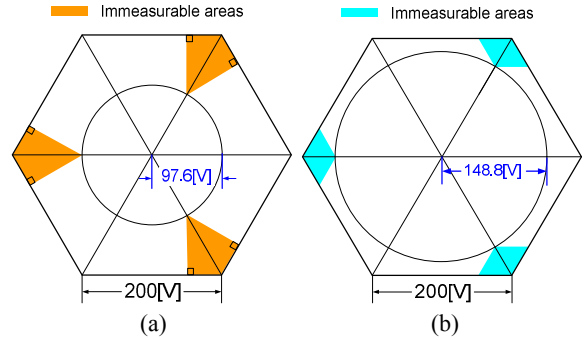 Immeasurable areas
Immeasurable areas
97.6[V]
148.8[V]
200[V]
200[V]
(a)
(b)